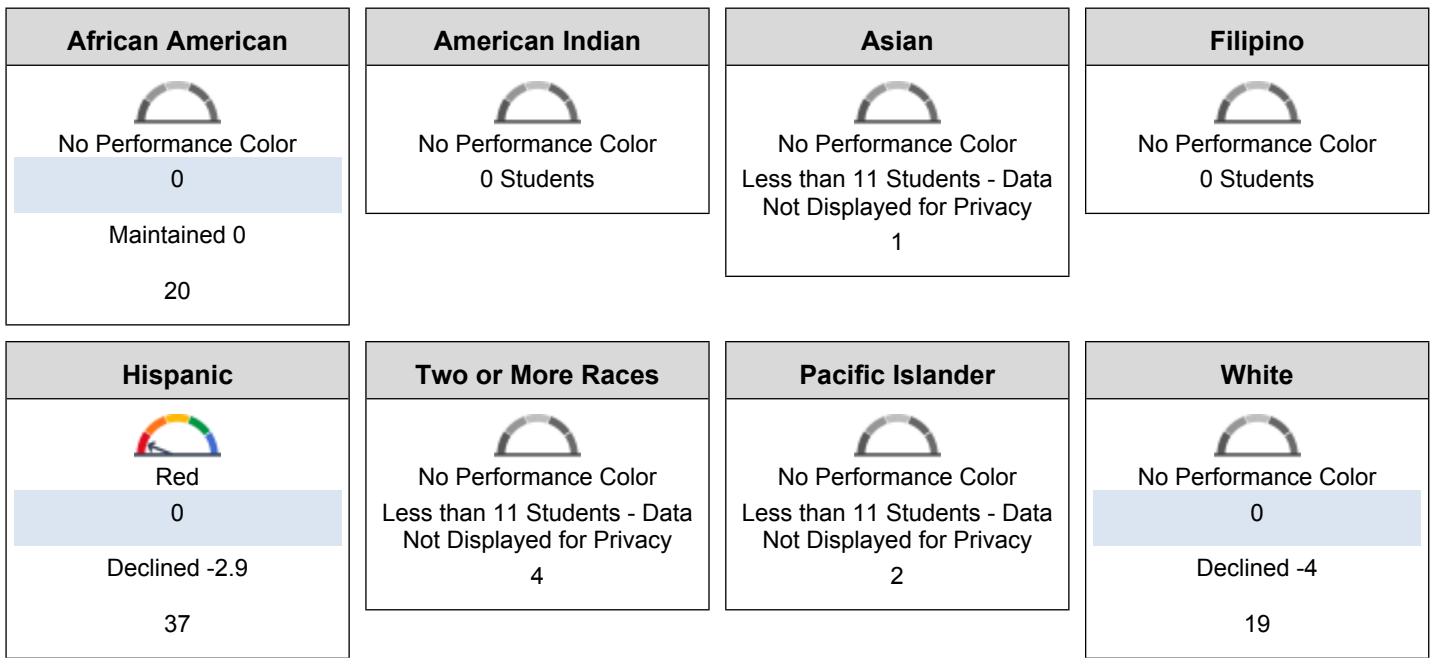 African American
No Performance Color
0
Maintained 0
20
American Indian
No Performance Color
0 Students
Asian
No Performance Color
Less than 11 Students - Data
Not Displayed for Privacy
1
Filipino
No Performance Color
0 Students
Hispanic
Red
0
Declined -2.9
37
Two or More Races
No Performance Color
Less than 11 Students - Data
Not Displayed for Privacy
4
Pacific Islander
No Performance Color
Less than 11 Students - Data
Not Displayed for Privacy
2
White
No Performance Color
0
Declined -4
19